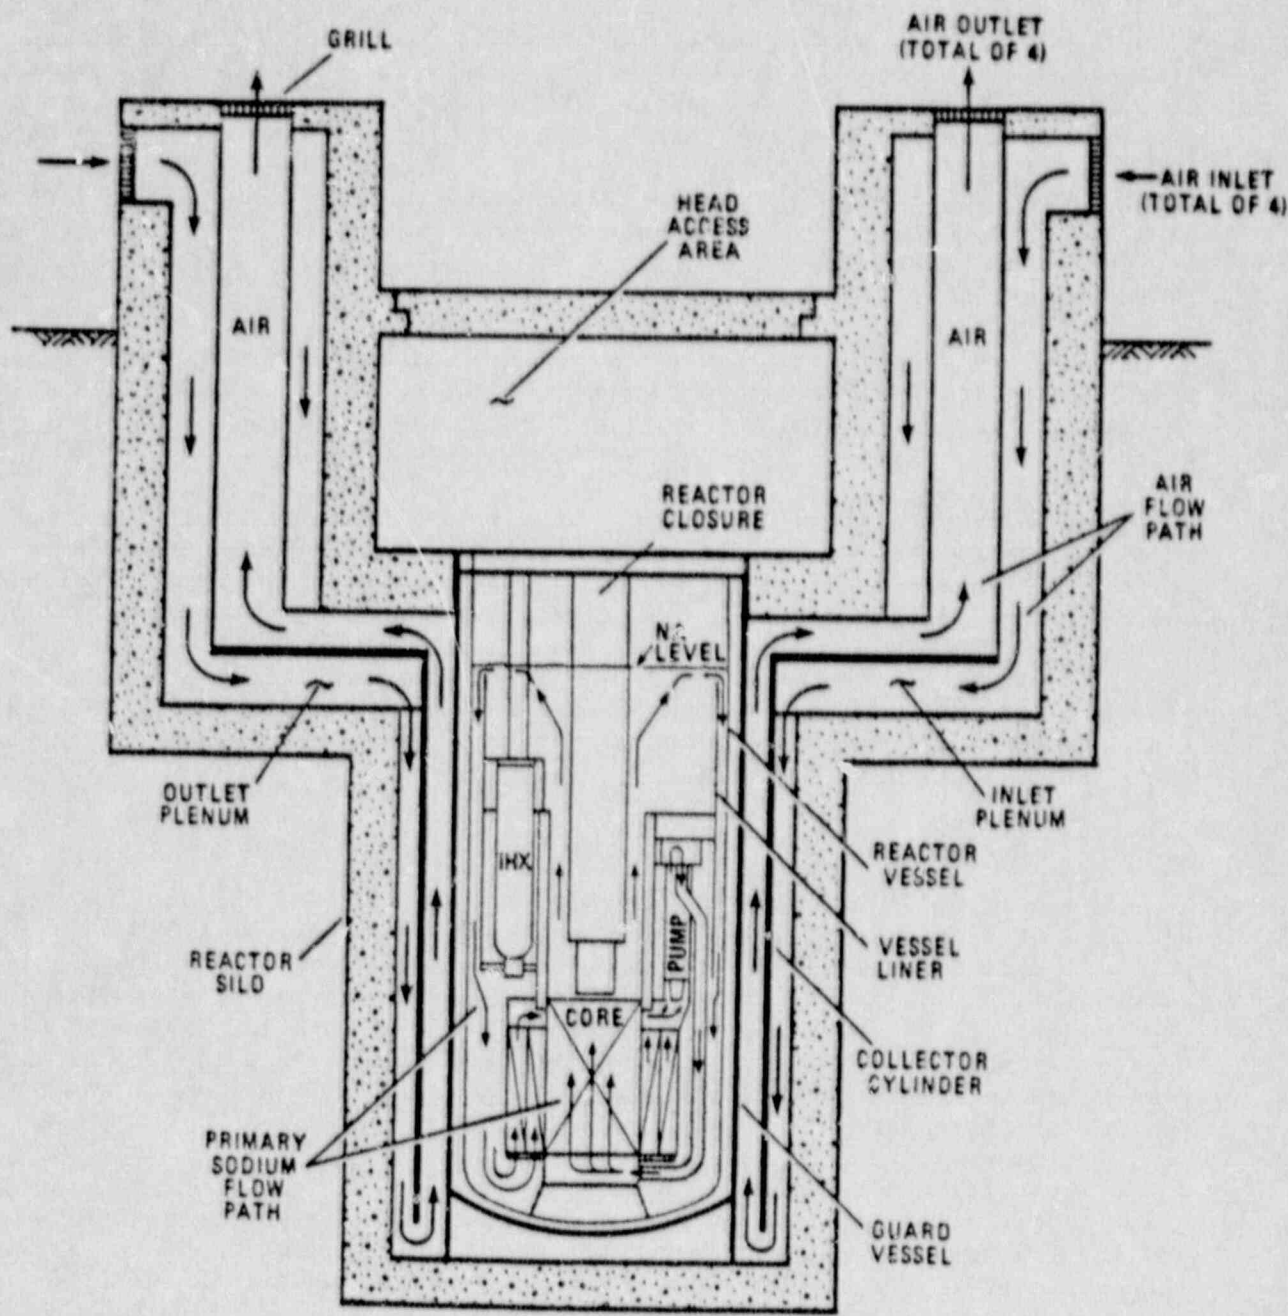 GRILL
AIR OUTLET
(TOTAL OF 4)
AIR INLET
(TOTAL OF 4)
HEAD
ACCESS
AREA
AIR
AIR
REACTOR
CLOSURE
AIR
FLOW
PATH
NA
LEVEL
OUTLET
PLENUM
INLET
PLENUM
REACTOR
VESSEL
IHX
PUMP
REACTOR
SILO
VESSEL
LINER
CORE
COLLECTOR
CYLINDER
PRIMARY
SODIUM
FLOW
PATH
GUARD
VESSEL